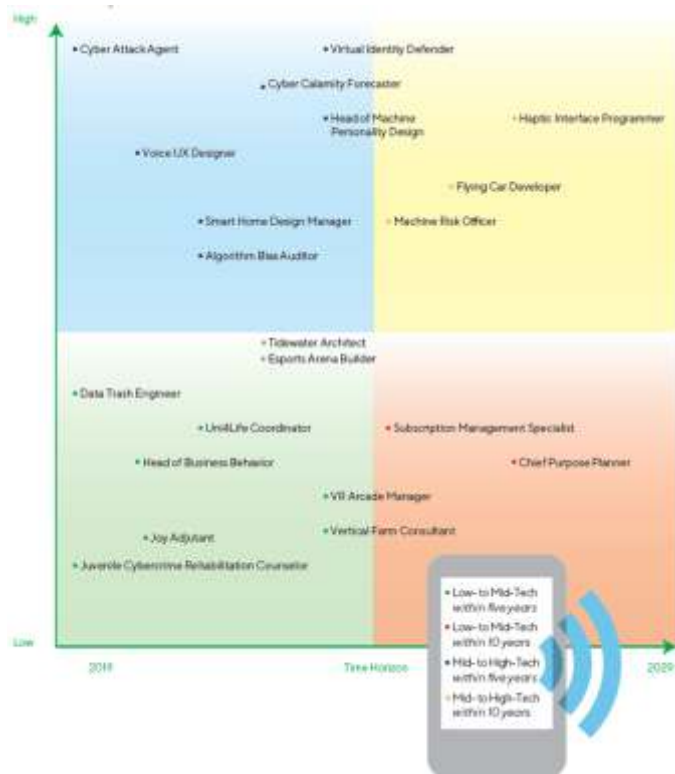 High
Cyber Attack Agent
Virtual Identity Defender
Cyber Calamity Forecaster
Head of Machine
Personality Design
Haptic Interface Programmer
Voice UX Designer
Flying Car Developer
Smart Home Design Manager
Machine Risk Officer
Algorithm Bias Auditor
Tidewater Architect
Esports Arena Builder
Data Trash Engineer
Uni4Life Coordinator
Subscription Management Specialist
Head of Business Behavior
Chief Purpose Planner
VR Arcade Manager
Vertical Farm Consultant
Joy Adjutant
Juvenile Cybercrime Rehabilitation Counselor
Low- to Mid-Tech
within five years
Low- to Mid-Tech
within 10 years
Mid- to High-Tech
within five years
Mid- to High-Tech
within 10 years
Low
Time Horizon
2029